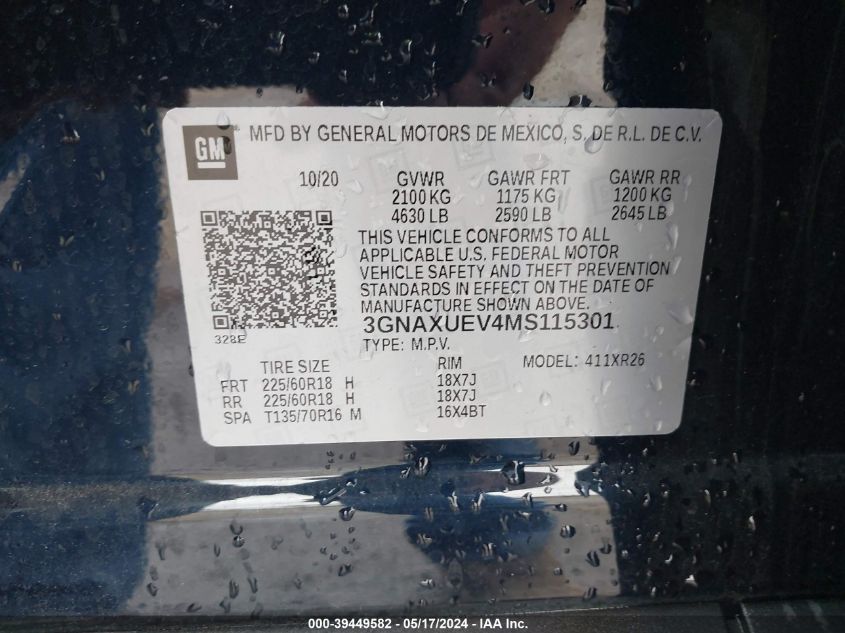 GM
MFD BY GENERAL MOTORS DE MEXICO, S. DE R.L. DE C.V.
10/20 GVWR GAWR FRT GAWR RR
2100 KG 1175 KG 1200 KG
4630 LB 2590 LB 2645 LB
THIS VEHICLE CONFORMS TO ALL
APPLICABLE U.S. FEDERAL MOTOR
VEHICLE SAFETY AND THEFT PREVENTION
STANDARDS IN EFFECT ON THE DATE OF
MANUFACTURE SHOWN ABOVE.
328E 3GNAXUEV4MS115301
TYPE: M.P.V. MODEL: 411XR26
TIRE SIZE RIM
FRT 225/60R18 H 18X7J
RR 225/60R18 H 18X7J
SPA T135/70R16 M 16X4BT
000-39449582 - 05/17/2024 - IAA Inc.